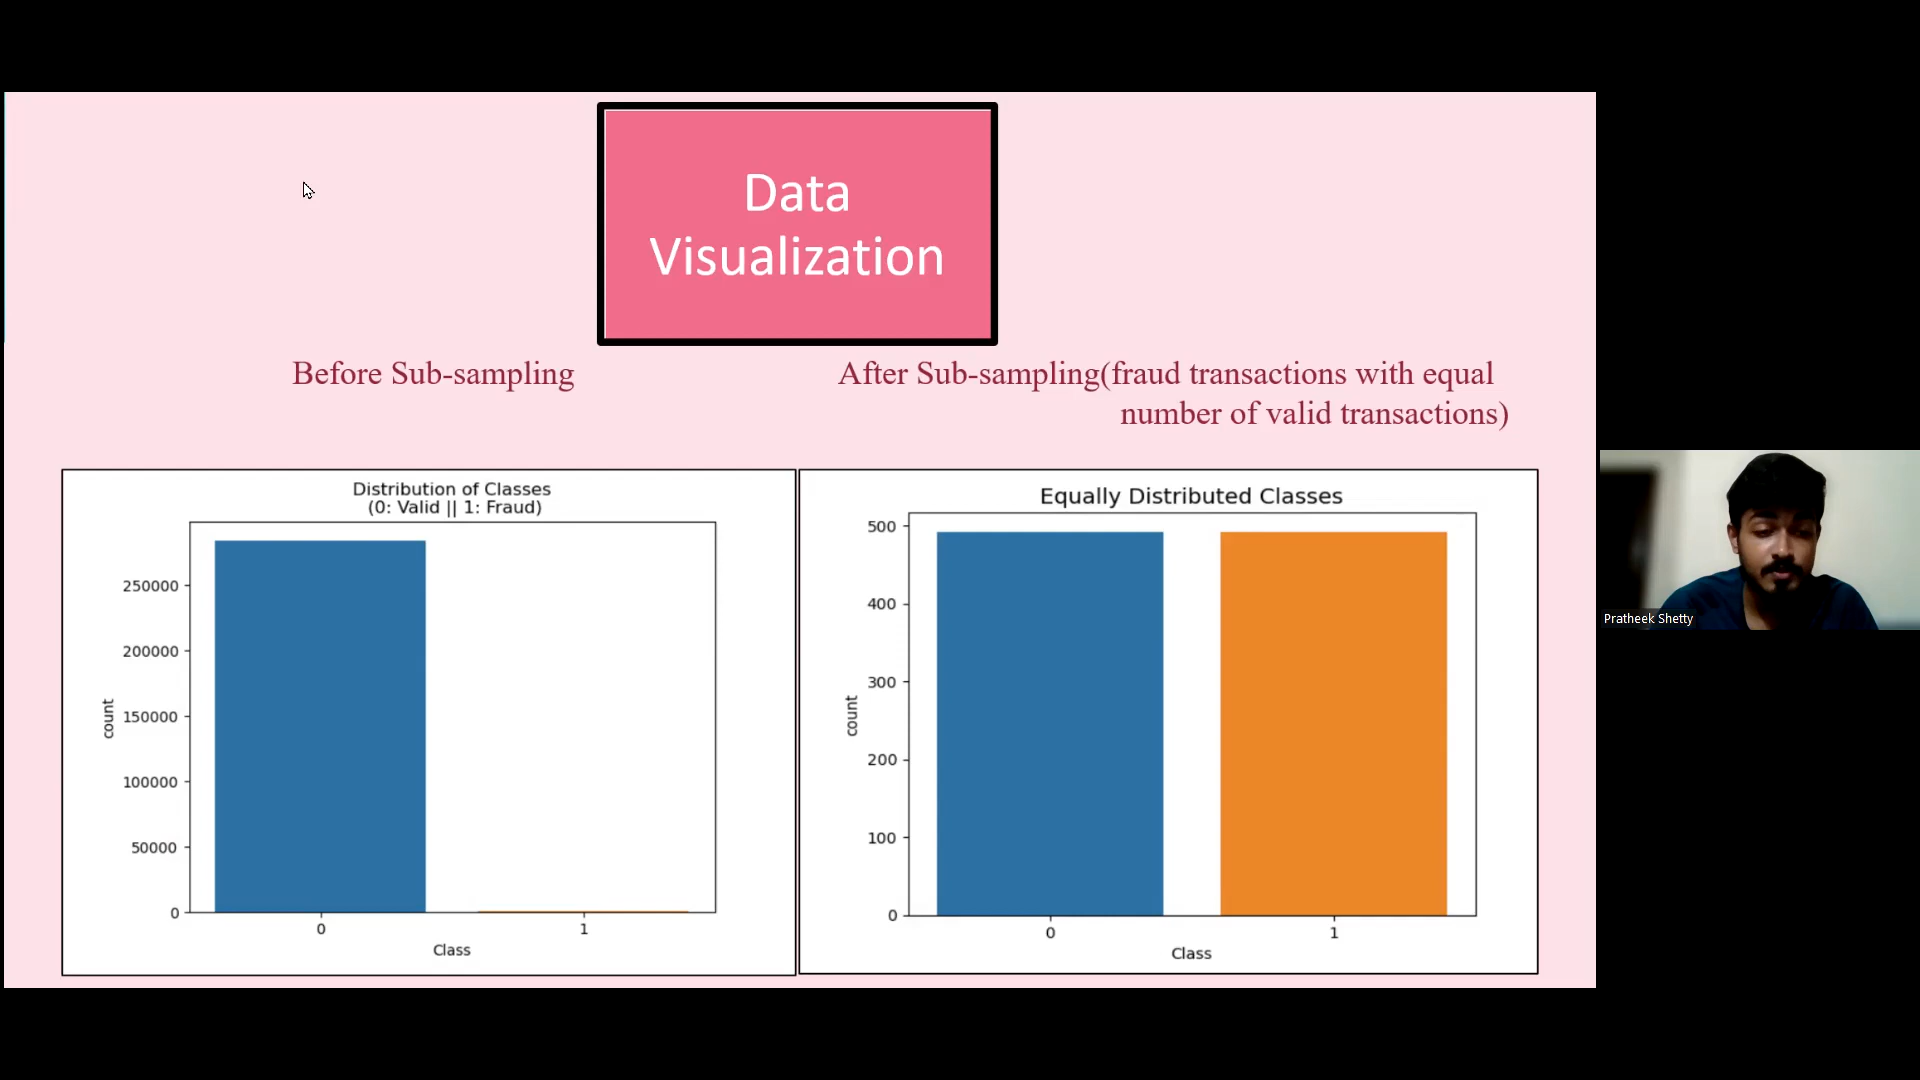 Data
Visualization
Before Sub-sampling
After Sub-sampling(fraud transactions with equal
number of valid transactions)
Distribution of Classes
(0: Valid || 1: Fraud)
250000
200000
150000
100000
50000
0
count
0
1
Class
Equally Distributed Classes
500
400
300
200
100
0
count
0
1
Class
Pratheek Shetty